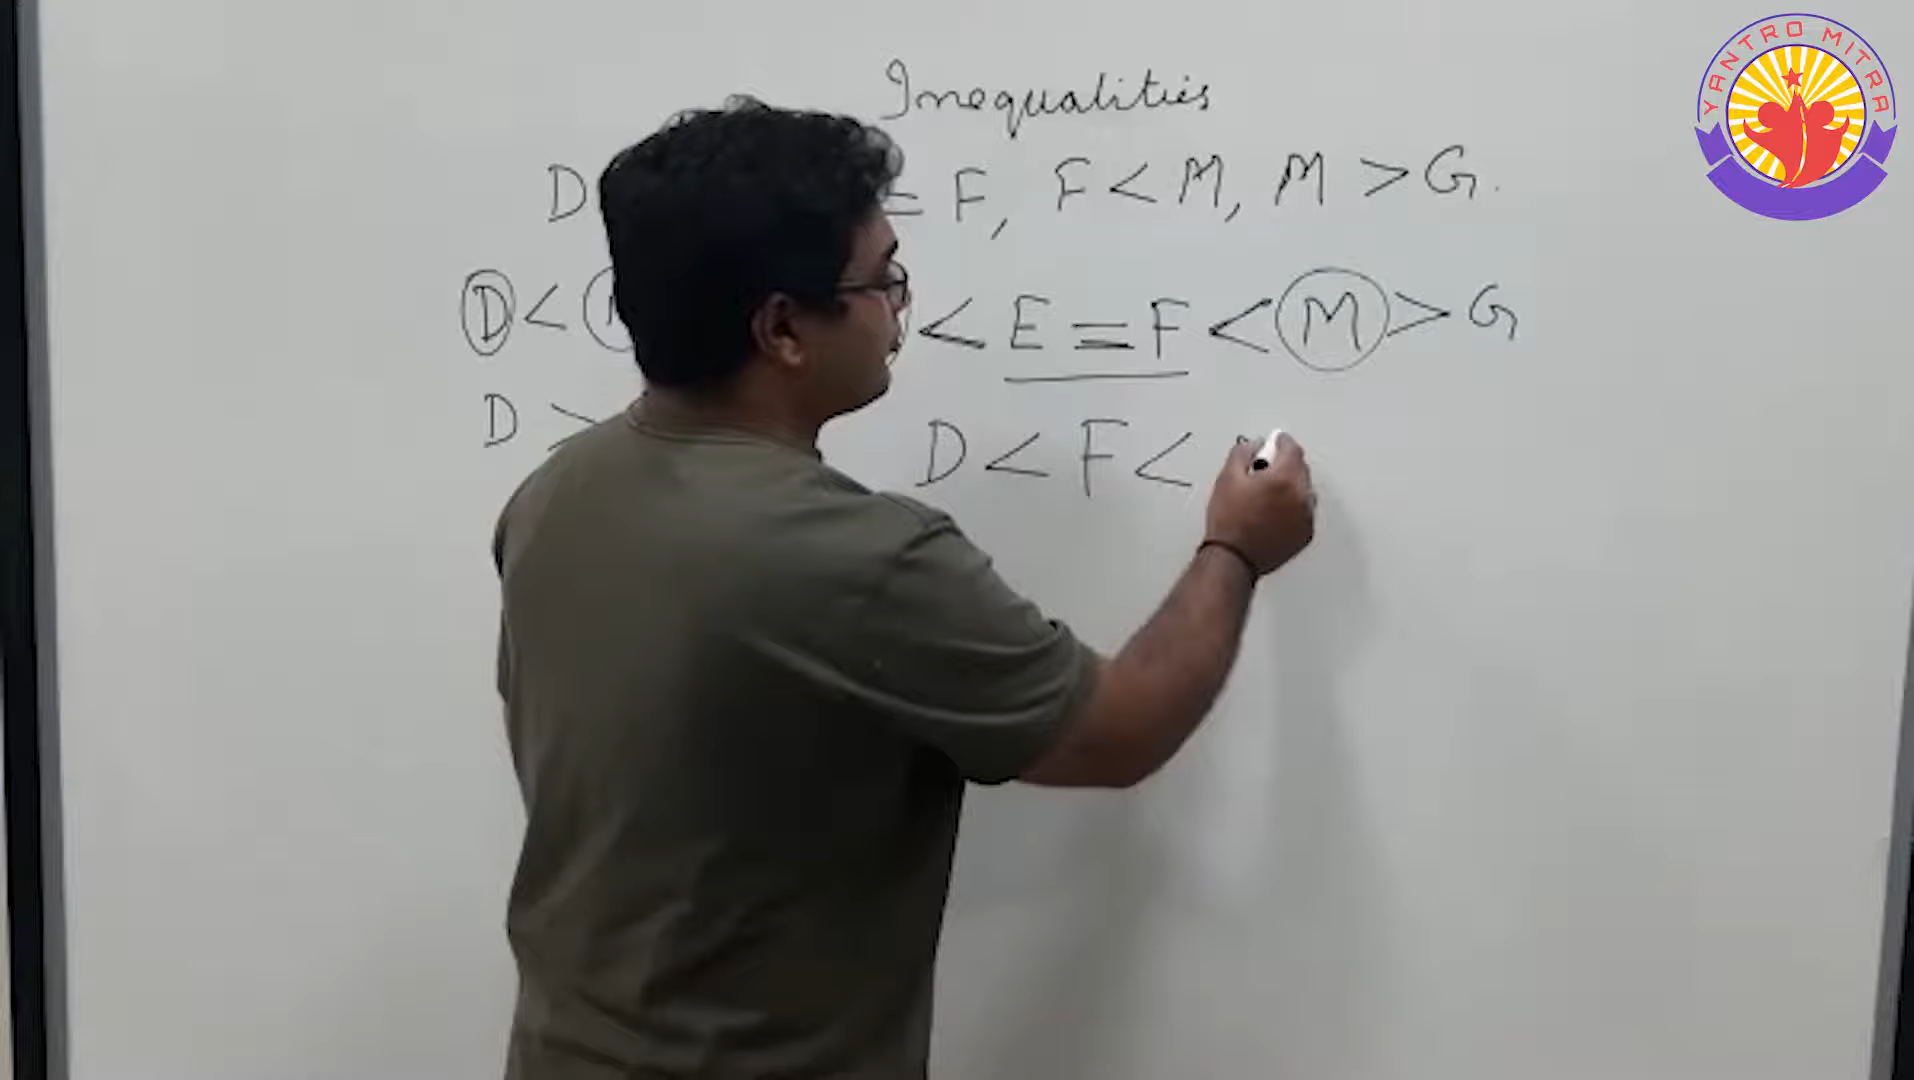 Inequalities
D = F, F < M, M > G.
D < < E = F < M > G
D >
D < F <
YANTRO MITRA